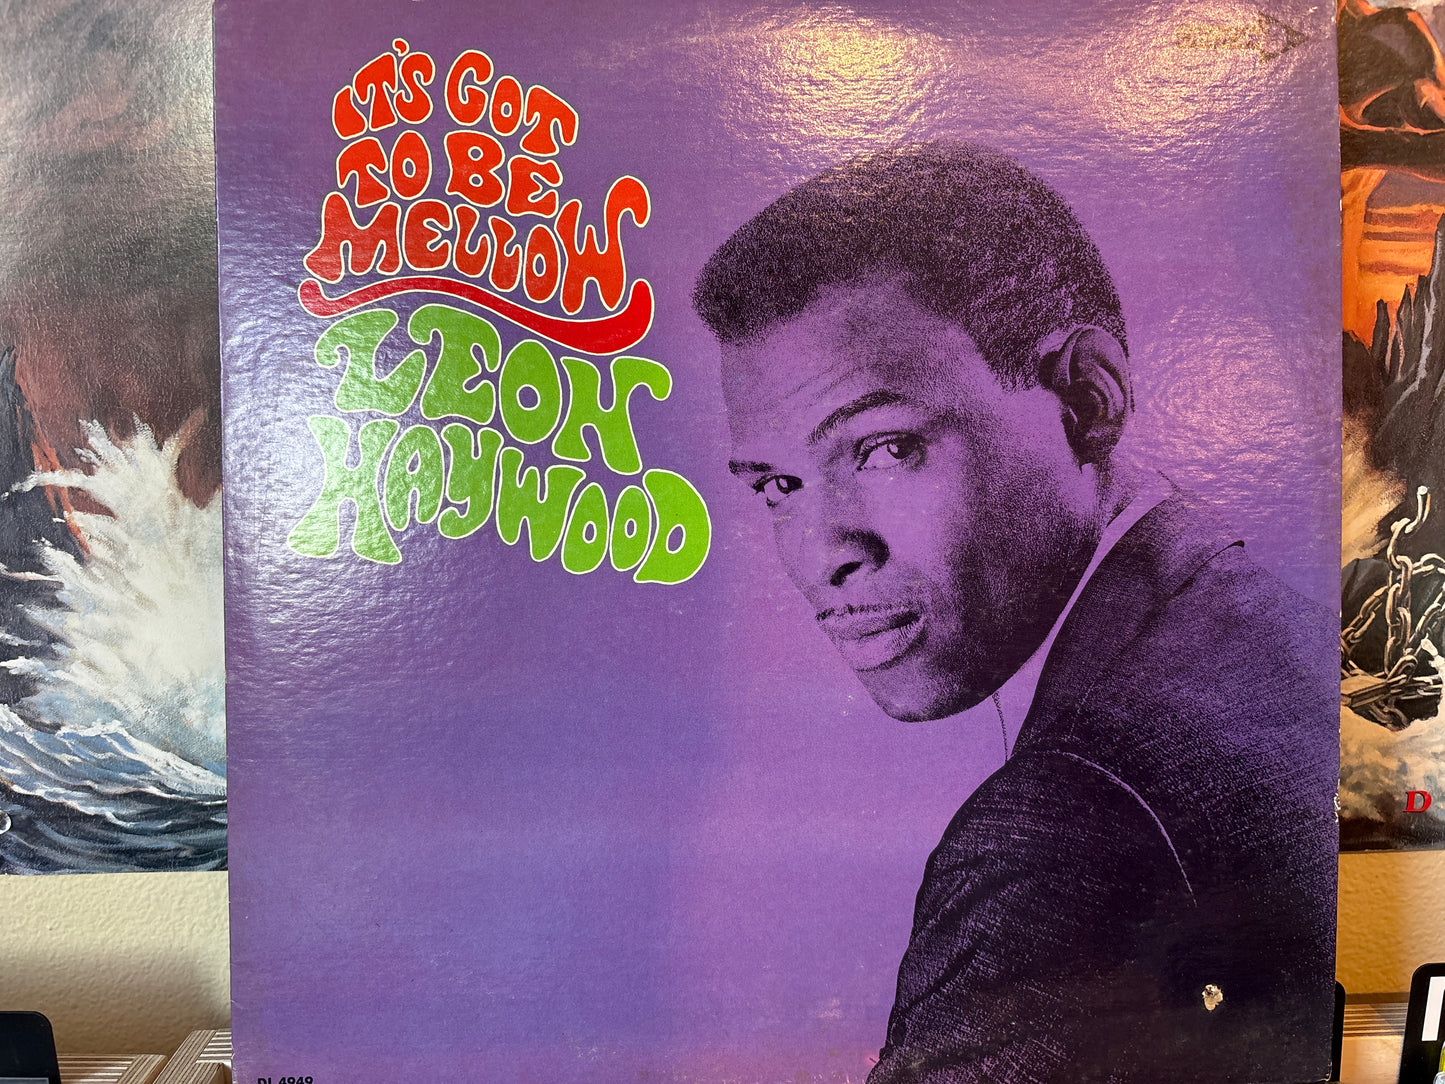 IT'S GOT
TO BE
MELLOW
LEON
HAYWOOD
DL 4949
D